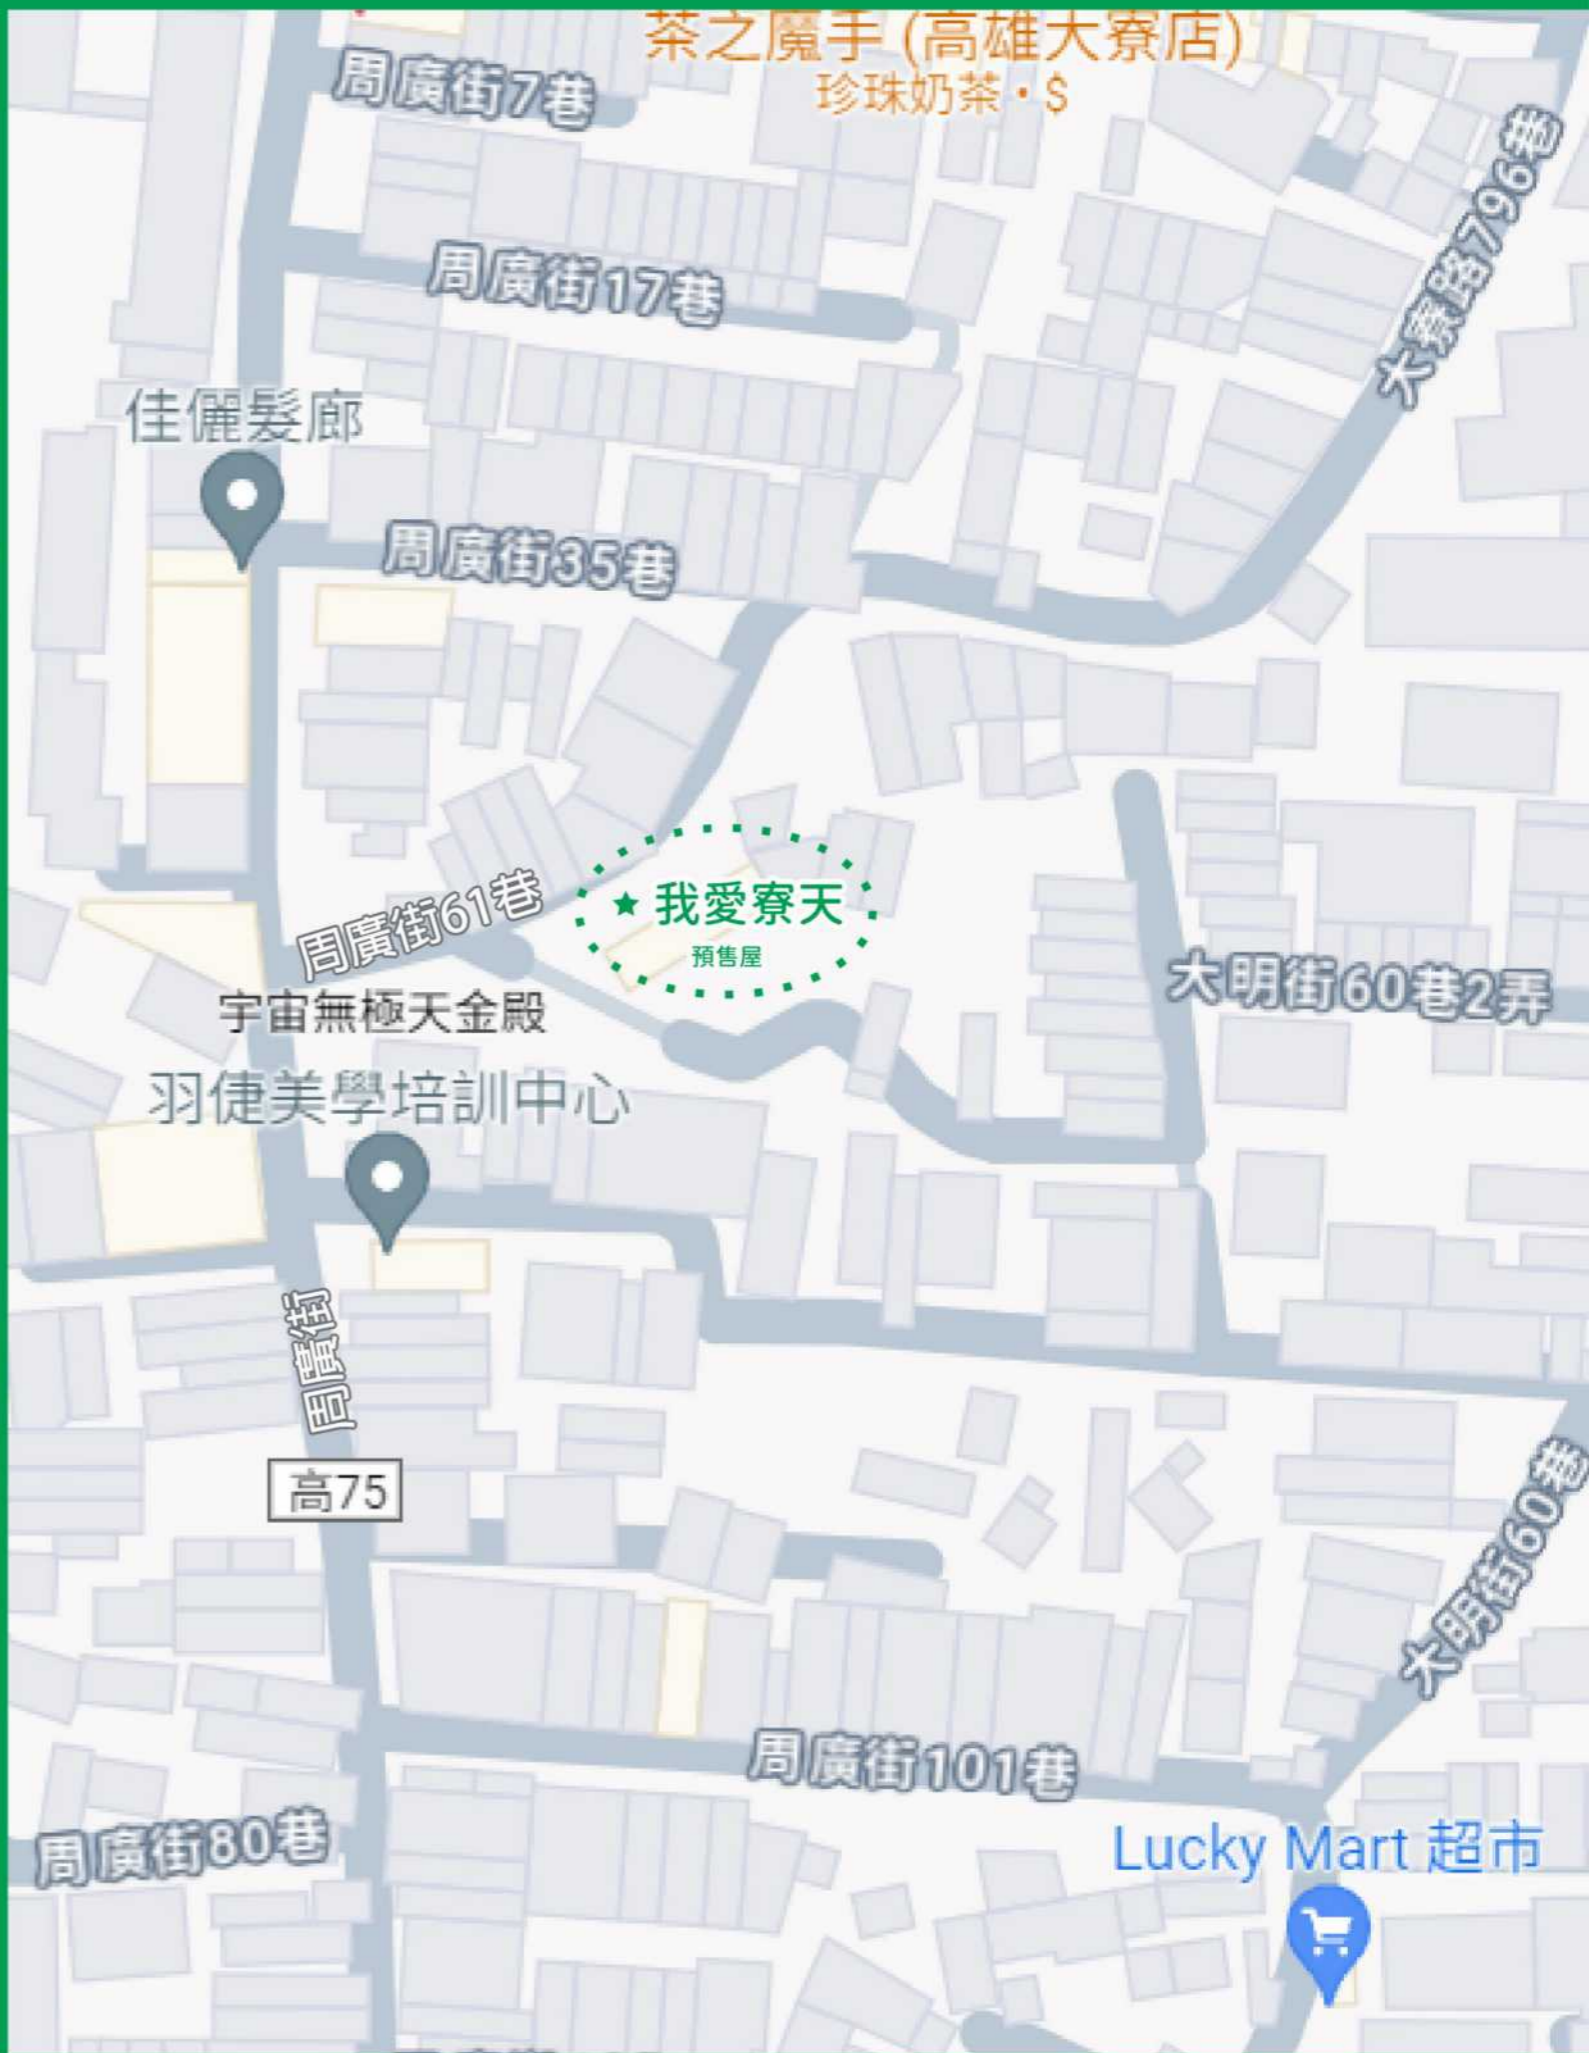 茶之魔手 (高雄大寮店)
珍珠奶茶 · $
周廣街7巷
大寮路796巷
周廣街17巷
佳儷髮廊
周廣街35巷
周廣街61巷
我愛寮天
預售屋
大明街60巷2弄
宇宙無極天金殿
羽倢美學培訓中心
周廣街
高75
大明街60巷
周廣街101巷
周廣街80巷
Lucky Mart 超市